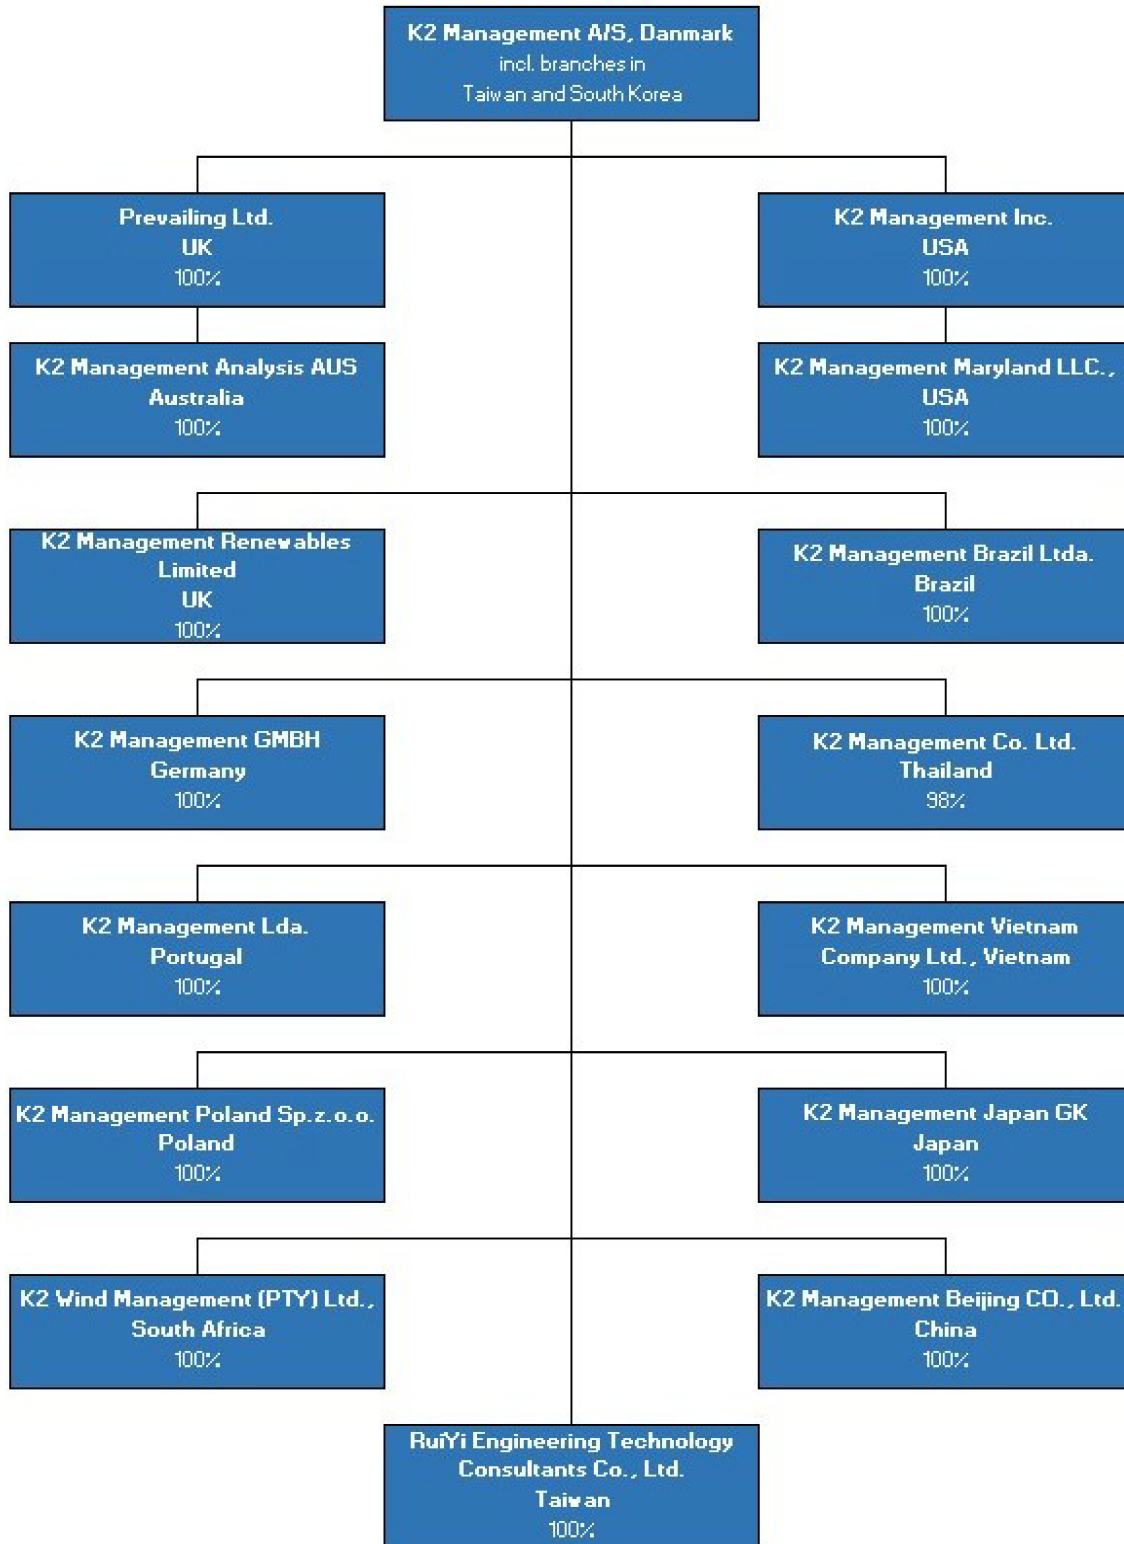 K2 Management A/S, Danmark
incl. branches in
Taiwan and South Korea
Prevailing Ltd.
UK
100%
K2 Management Inc.
USA
100%
K2 Management Analysis AUS
Australia
100%
K2 Management Maryland LLC.,
USA
100%
K2 Management Renewables
Limited
UK
100%
K2 Management Brazil Ltda.
Brazil
100%
K2 Management GMBH
Germany
100%
K2 Management Co. Ltd.
Thailand
98%
K2 Management Lda.
Portugal
100%
K2 Management Vietnam
Company Ltd., Vietnam
100%
K2 Management Poland Sp.z.o.o.
Poland
100%
K2 Management Japan GK
Japan
100%
K2 Wind Management (PTY) Ltd.,
South Africa
100%
K2 Management Beijing CO., Ltd.
China
100%
RuiYi Engineering Technology
Consultants Co., Ltd.
Taiwan
100%